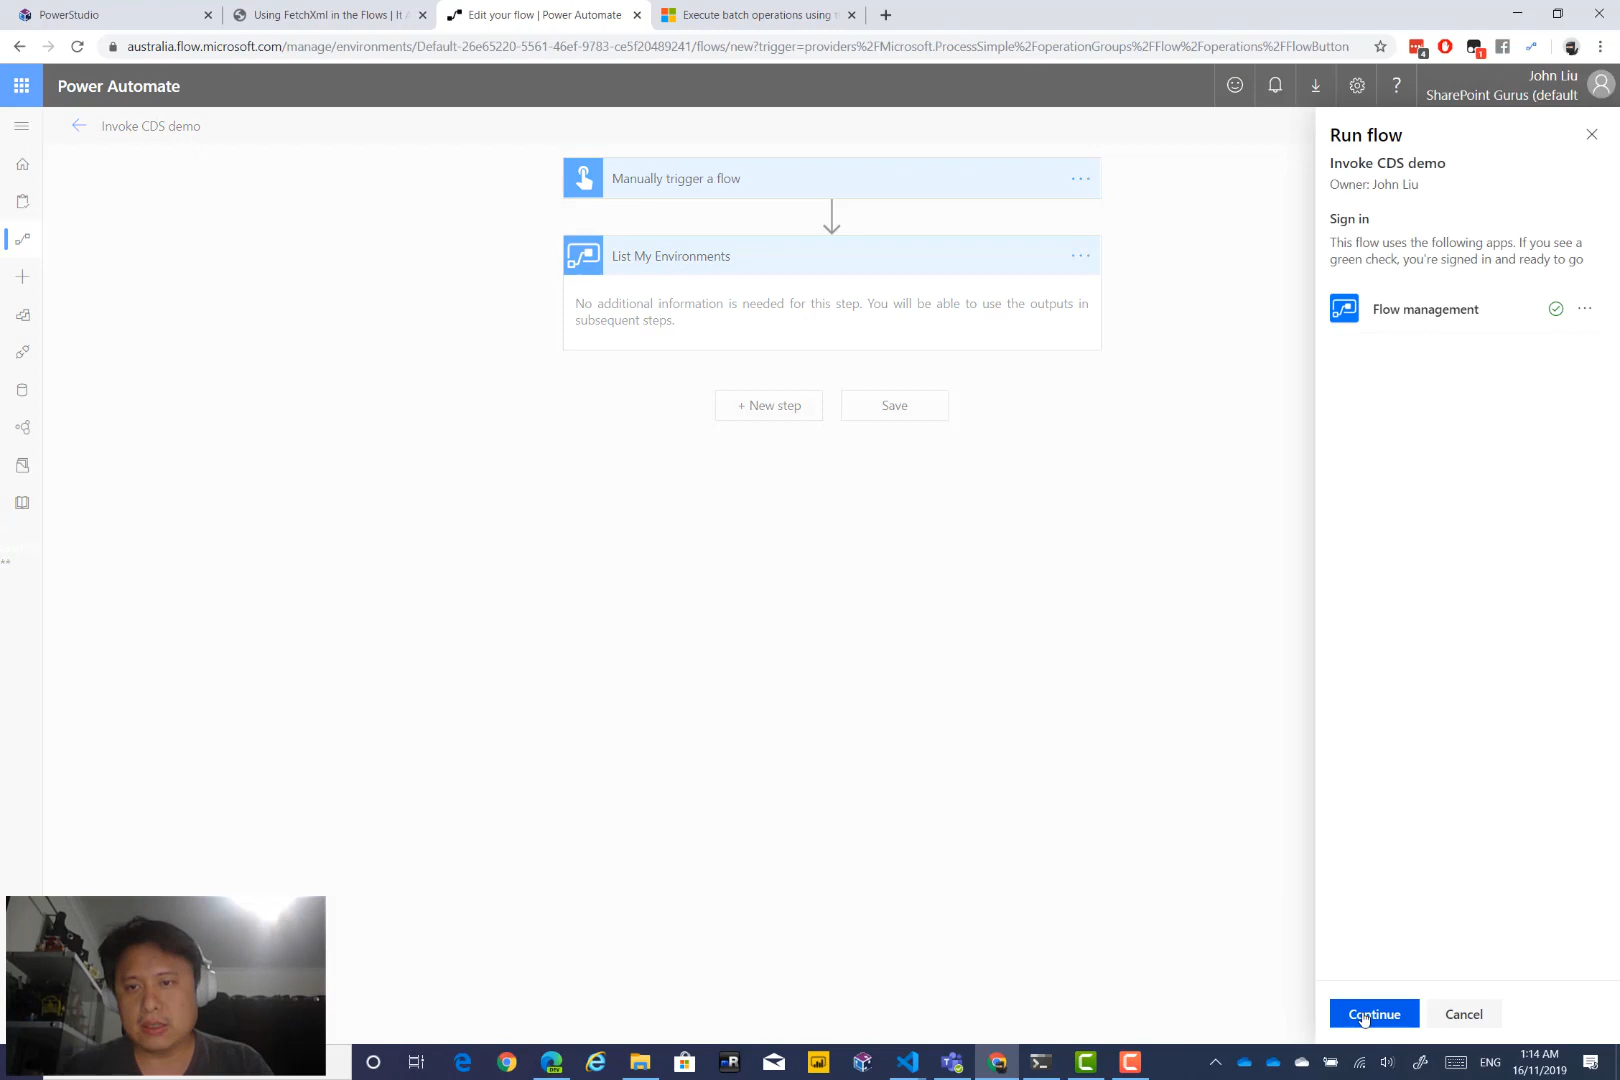 PowerStudio
Using FetchXml in the Flows | It A
Edit your flow | Power Automate
Execute batch operations using t
australia.flow.microsoft.com/manage/environments/Default-26e65220-5561-46ef-9783-ce5f20489241/flows/new?trigger=providers%2FMicrosoft.ProcessSimple%2FoperationGroups%2FFlow%2Foperations%2FFlowButton
4
1
Power Automate
?
John Liu
SharePoint Gurus (default
Invoke CDS demo
Manually trigger a flow
List My Environments
No additional information is needed for this step. You will be able to use the outputs in
subsequent steps.
+ New step
Save
Run flow
Invoke CDS demo
Owner: John Liu
Sign in
This flow uses the following apps. If you see a
green check, you're signed in and ready to go
Flow management
Continue
Cancel
DEV
ENG
1:14 AM
16/11/2019